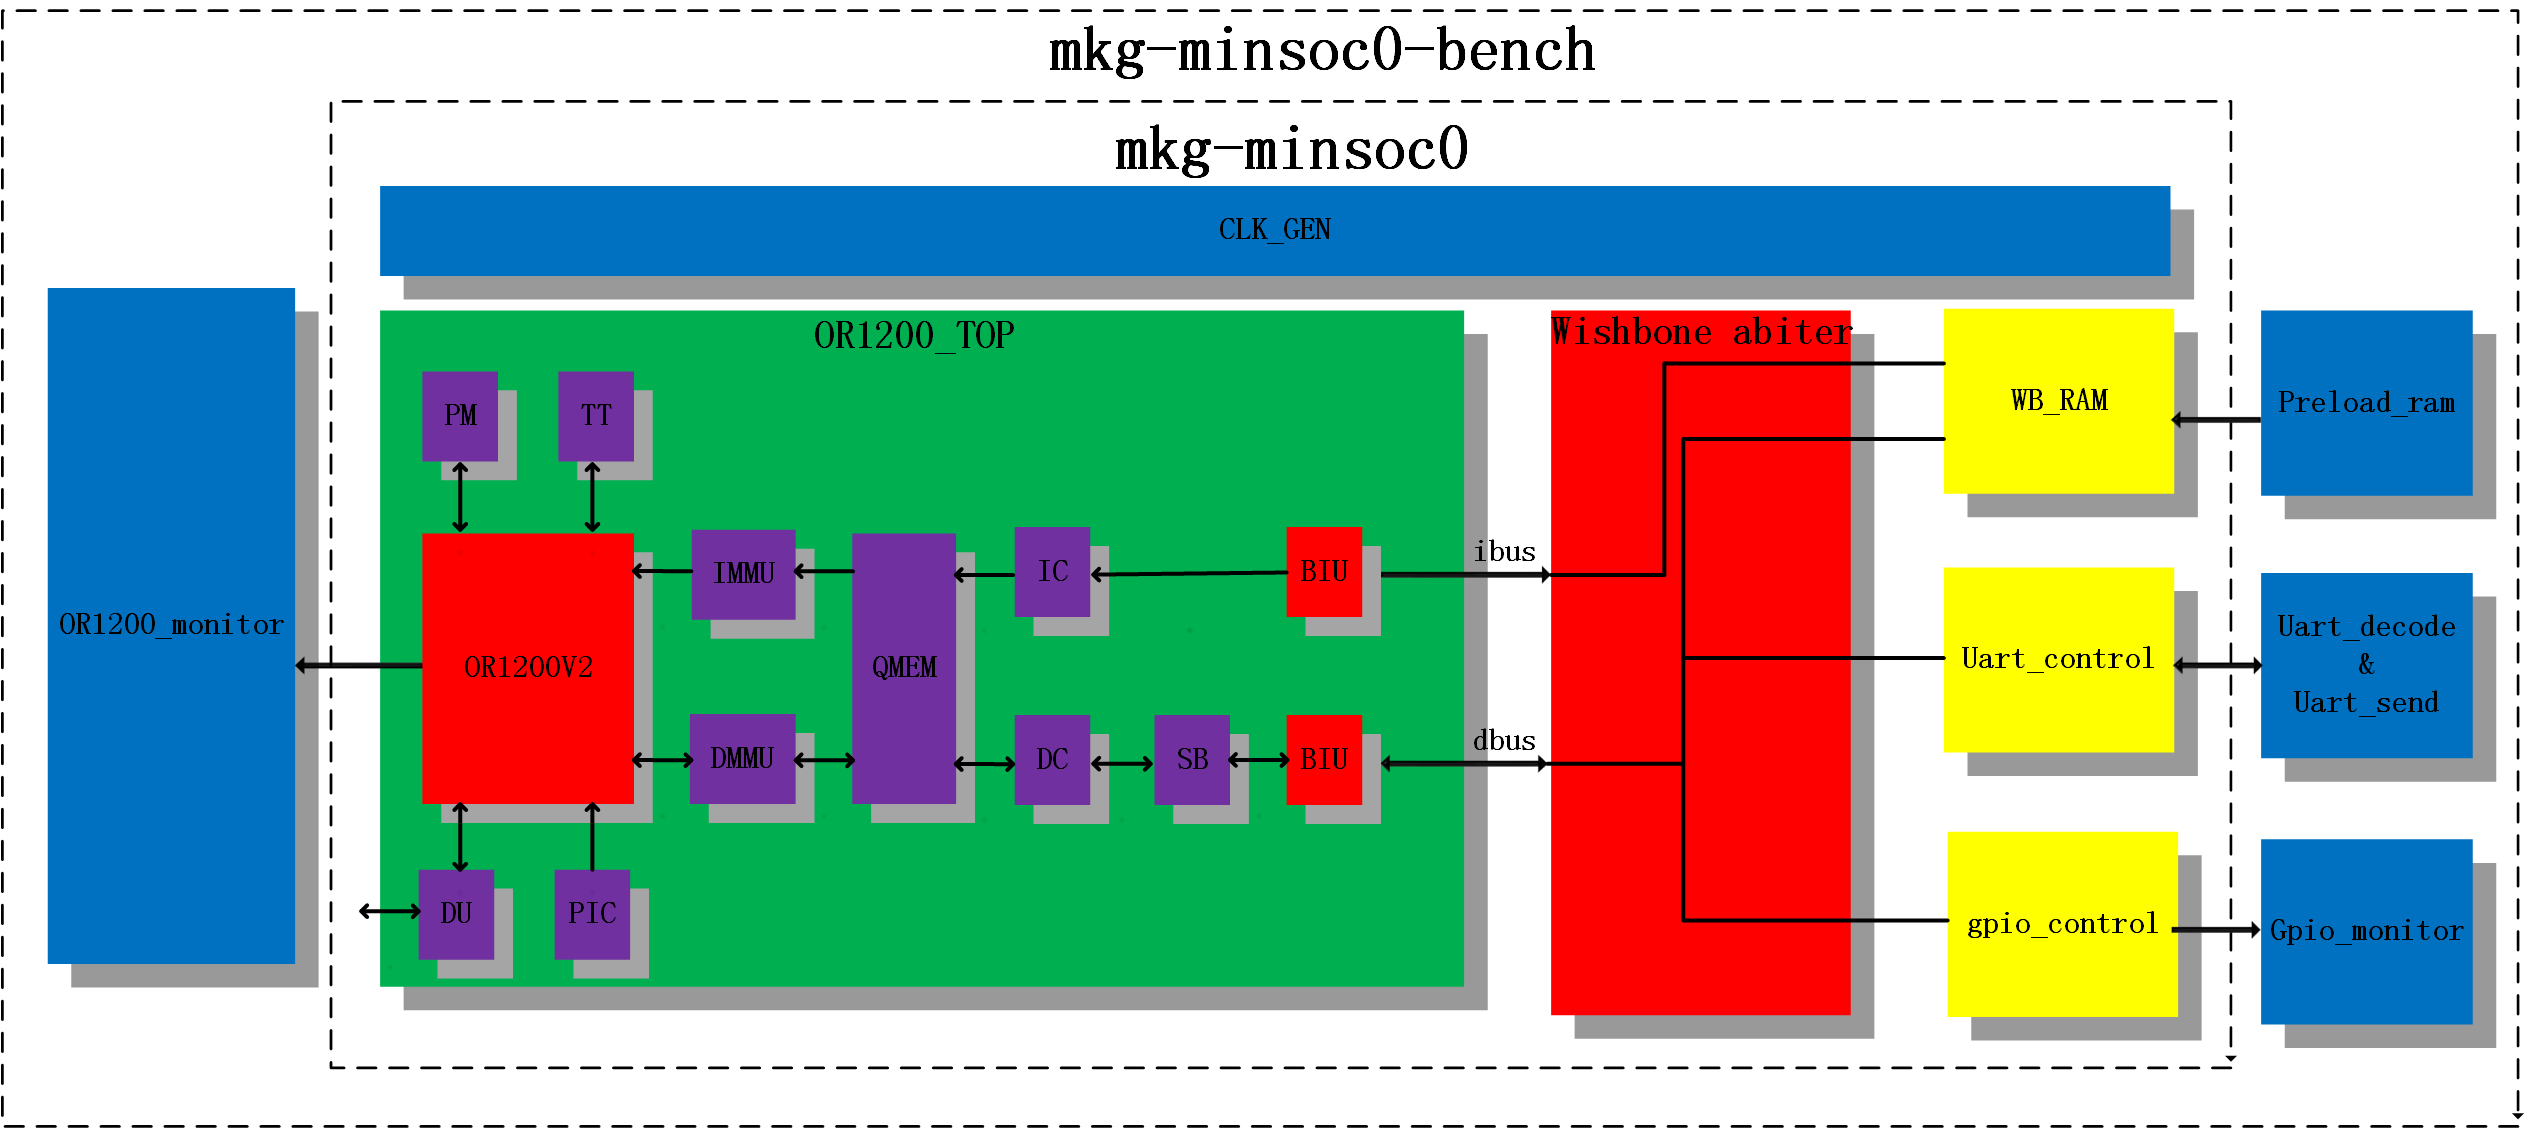 mkg-minsoc0-bench
mkg-minsoc0
CLK_GEN
OR1200_TOP
Wishbone abiter
PM
TT
WB_RAM
Preload_ram
ibus
IMMU
IC
BIU
OR1200_monitor
OR1200V2
QMEM
Uart_control
Uart_decode
&
Uart_send
dbus
DMMU
DC
SB
BIU
DU
PIC
gpio_control
Gpio_monitor